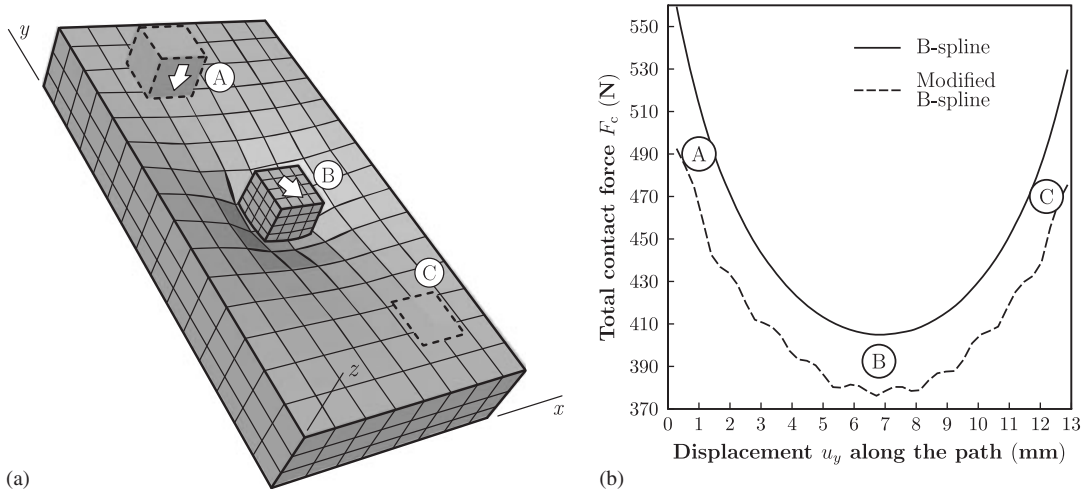 y
A
B
C
z
x
(a)
Total contact force F_c (N)
550
530
510
490
470
450
430
410
390
370
B-spline
Modified
B-spline
A
C
B
0 1 2 3 4 5 6 7 8 9 10 11 12 13
Displacement u_y along the path (mm)
(b)